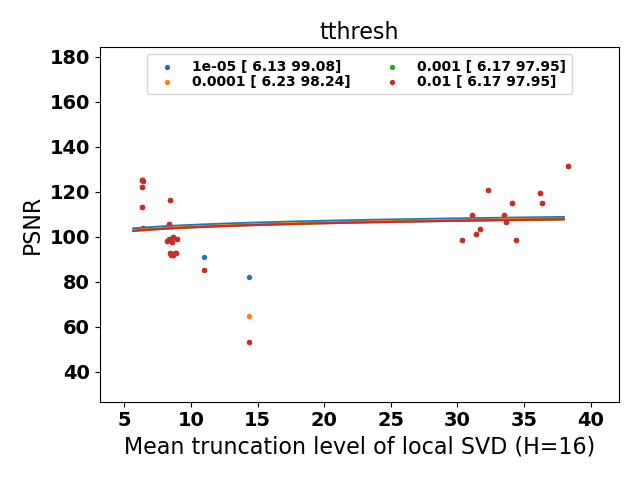 tthresh
1e-05 [ 6.13 99.08]
0.0001 [ 6.23 98.24]
0.001 [ 6.17 97.95]
0.01 [ 6.17 97.95]
180
160
140
120
100
80
60
40
PSNR
5 10 15 20 25 30 35 40
Mean truncation level of local SVD (H=16)